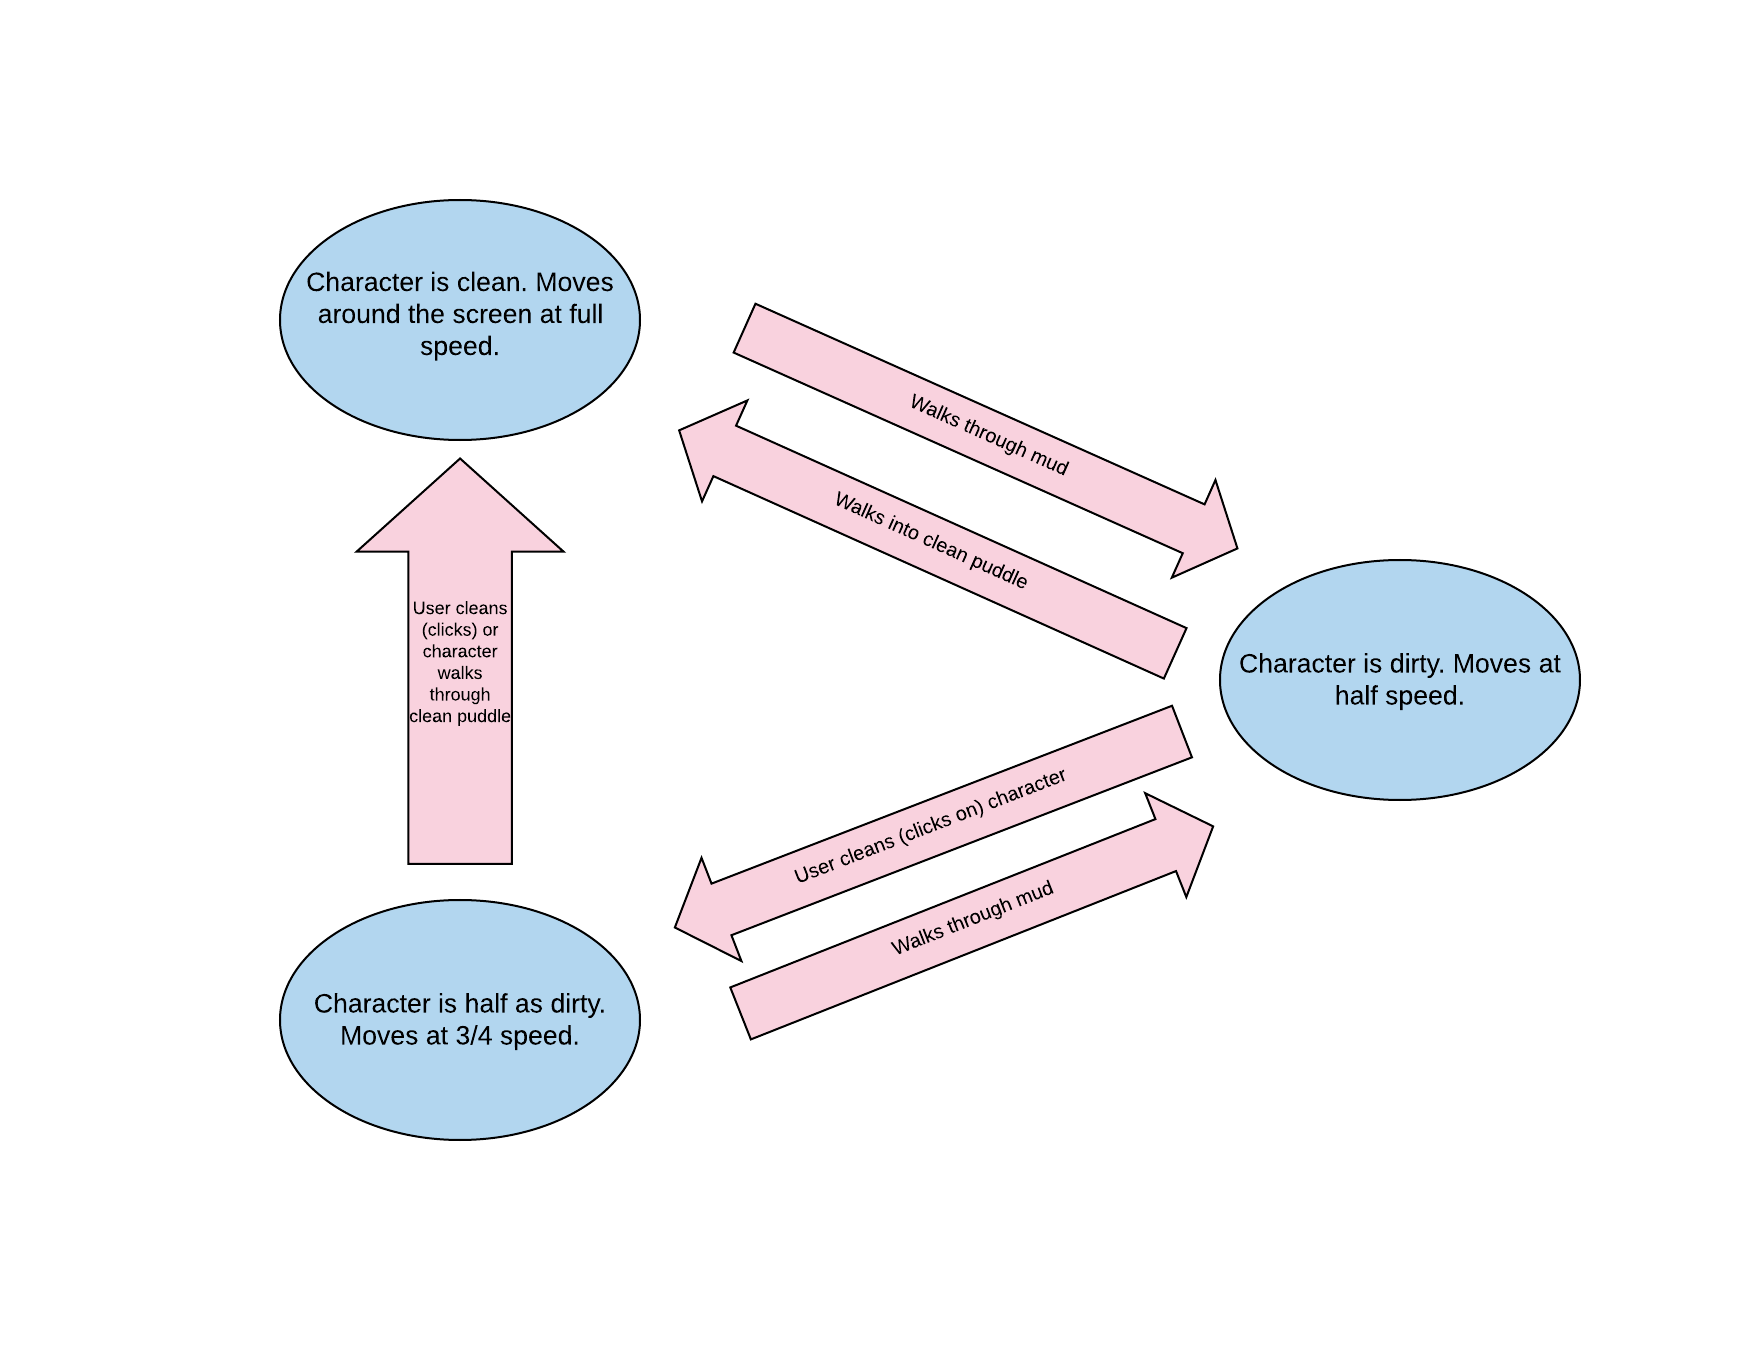 Character is clean. Moves
around the screen at full
speed.
Walks through mud
Walks into clean puddle
User cleans
(clicks) or
character
walks
through
clean puddle
Character is dirty. Moves at
half speed.
User cleans (clicks on) character
Walks through mud
Character is half as dirty.
Moves at 3/4 speed.